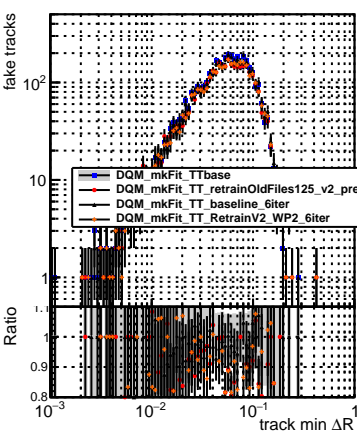 fake tracks
10²
10
1
DQM_mkFit_TTbase
DQM_mkFit_TT_retrainOldFiles125_v2_pre
DQM_mkFit_TT_baseline_6iter
DQM_mkFit_TT_RetrainV2_WP2_6iter
Ratio
1.1
1
0.9
0.8
10⁻³ 10⁻² 10⁻¹ 1
track min ΔR